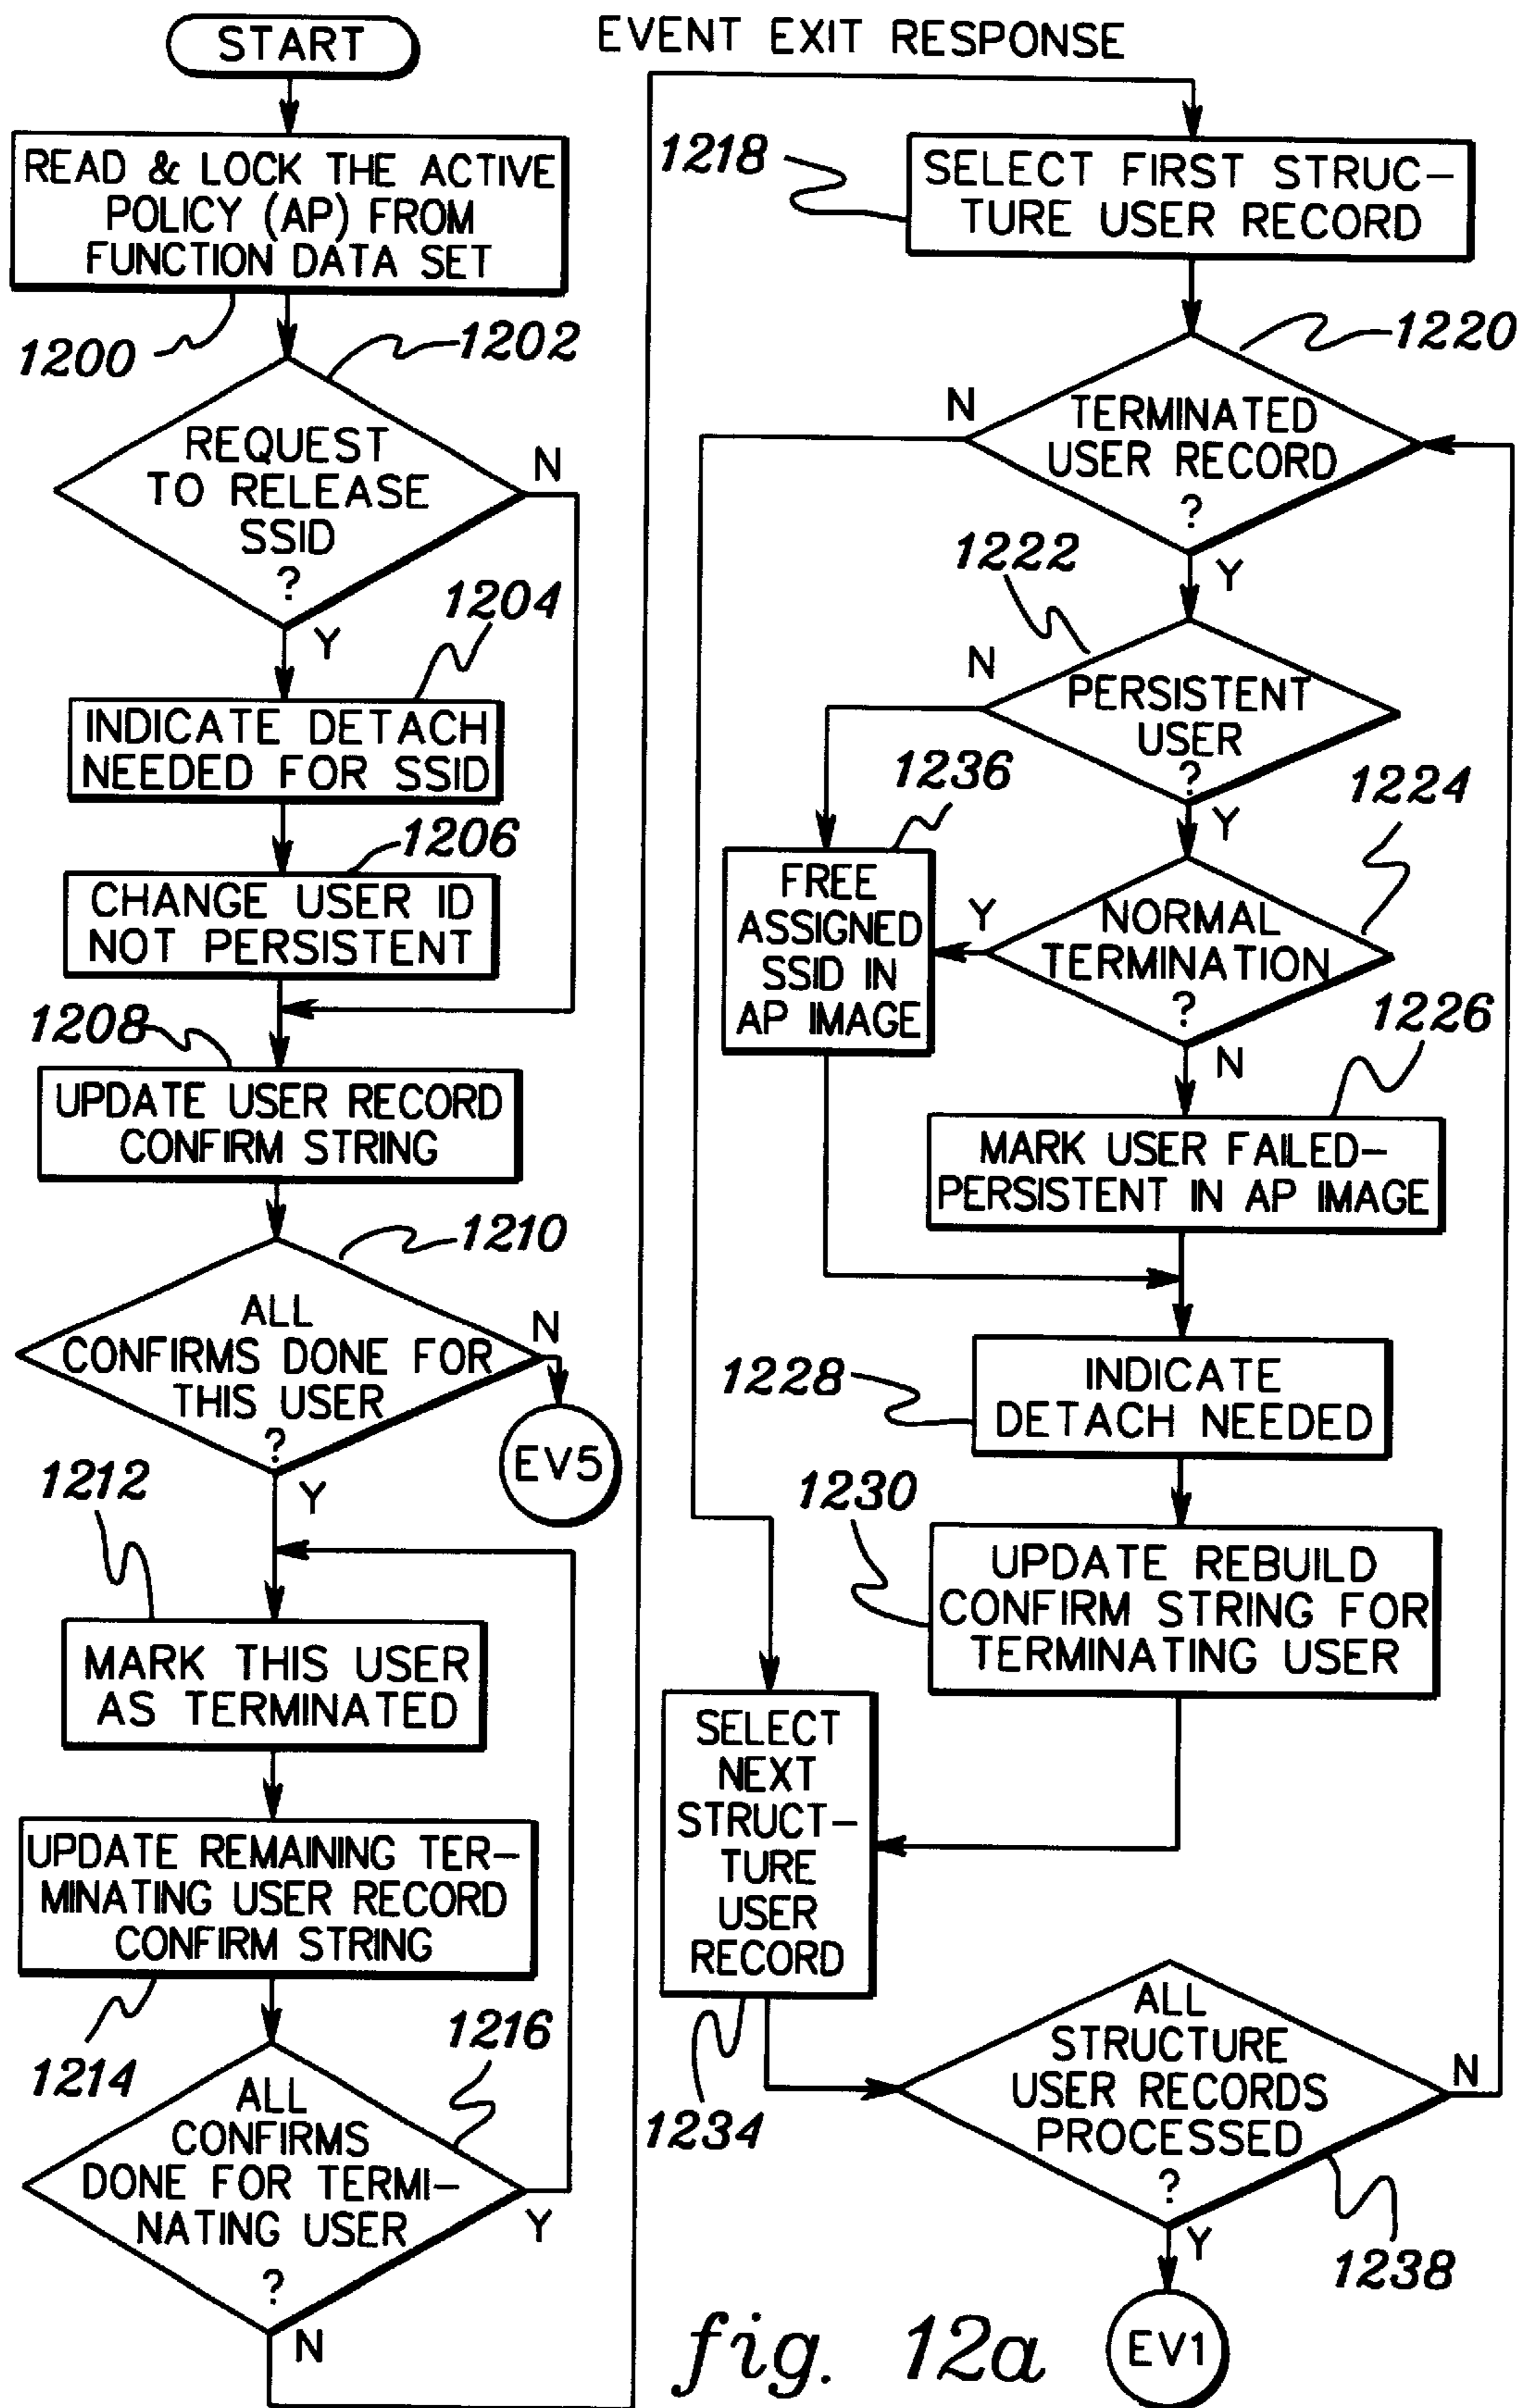 START
EVENT EXIT RESPONSE
READ & LOCK THE ACTIVE
POLICY (AP) FROM
FUNCTION DATA SET
1200
1202
REQUEST
TO RELEASE
SSID
?
N
Y
1204
INDICATE DETACH
NEEDED FOR SSID
1206
CHANGE USER ID
NOT PERSISTENT
1208
UPDATE USER RECORD
CONFIRM STRING
1210
ALL
CONFIRMS DONE FOR
THIS USER
?
N
EV5
Y
1212
MARK THIS USER
AS TERMINATED
UPDATE REMAINING TER-
MINATING USER RECORD
CONFIRM STRING
1214
1216
ALL
CONFIRMS
DONE FOR TERMI-
NATING USER
?
Y
N
1218
SELECT FIRST STRUC-
TURE USER RECORD
1220
N
TERMINATED
USER RECORD
?
Y
1222
N
PERSISTENT
USER
?
Y
1236
FREE
ASSIGNED
SSID IN
AP IMAGE
1224
Y
NORMAL
TERMINATION
?
N
1226
MARK USER FAILED-
PERSISTENT IN AP IMAGE
1228
INDICATE
DETACH NEEDED
1230
UPDATE REBUILD
CONFIRM STRING FOR
TERMINATING USER
SELECT
NEXT
STRUCT-
TURE
USER
RECORD
1234
ALL
STRUCTURE
USER RECORDS
PROCESSED
?
N
Y
1238
EV1
fig. 12a